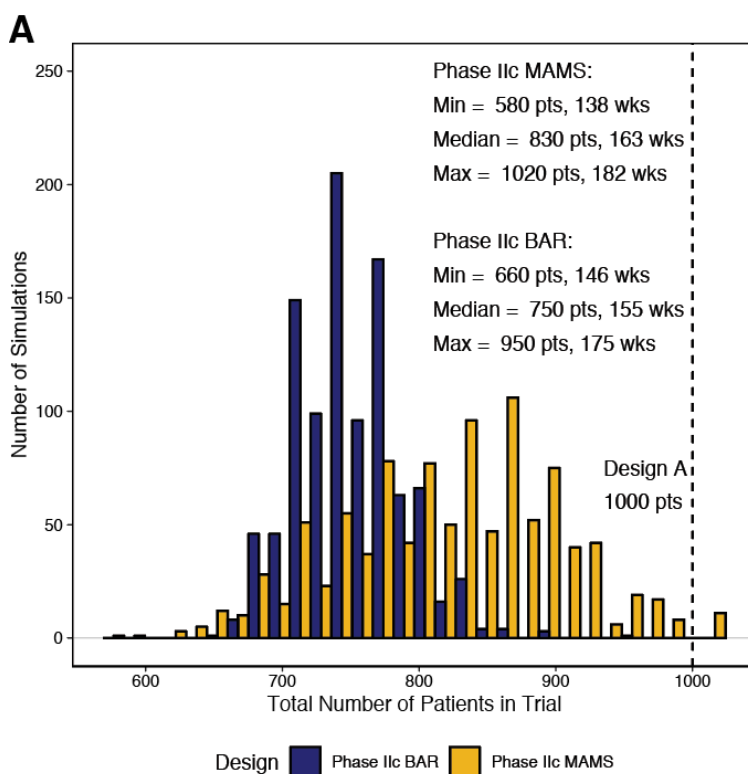 A
Phase IIc MAMS:
Min = 580 pts, 138 wks
Median = 830 pts, 163 wks
Max = 1020 pts, 182 wks
Phase IIc BAR:
Min = 660 pts, 146 wks
Median = 750 pts, 155 wks
Max = 950 pts, 175 wks
Design A
1000 pts
Number of Simulations
250
200
150
100
50
0
600 700 800 900 1000
Total Number of Patients in Trial
Design Phase IIc BAR Phase IIc MAMS